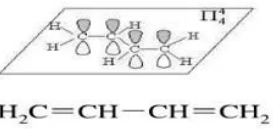 Π₄⁴
H C C H
H C C H
H H
H₂C=CH−CH=CH₂